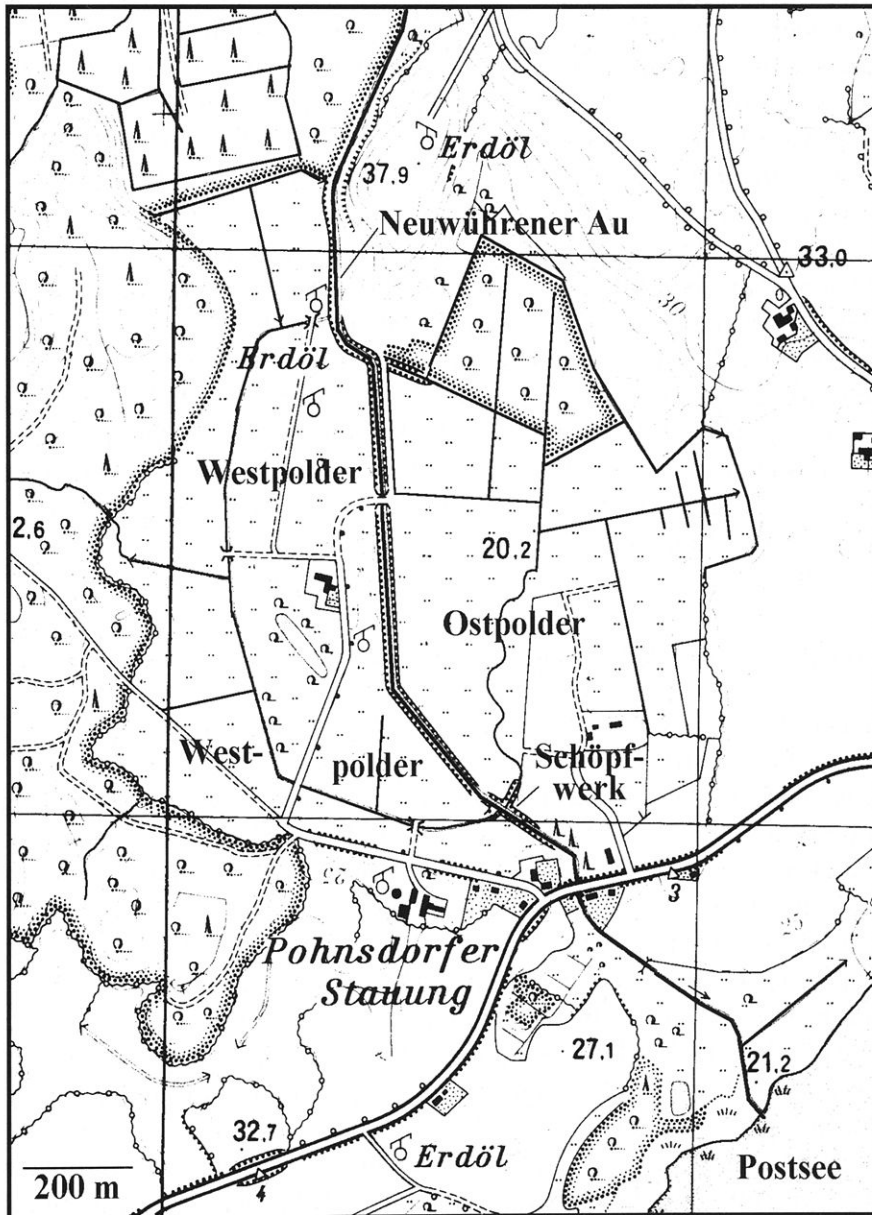 Erdöl
37,9
Neuwührener Au
33,0
30
Erdöl
Westpolder
2,6
20,2
Ostpolder
West-
polder
Schöpf-
werk
3
25
25
Pohnsdorfer
Stauung
27,1
21,2
32,7
4
Erdöl
Postsee
200 m